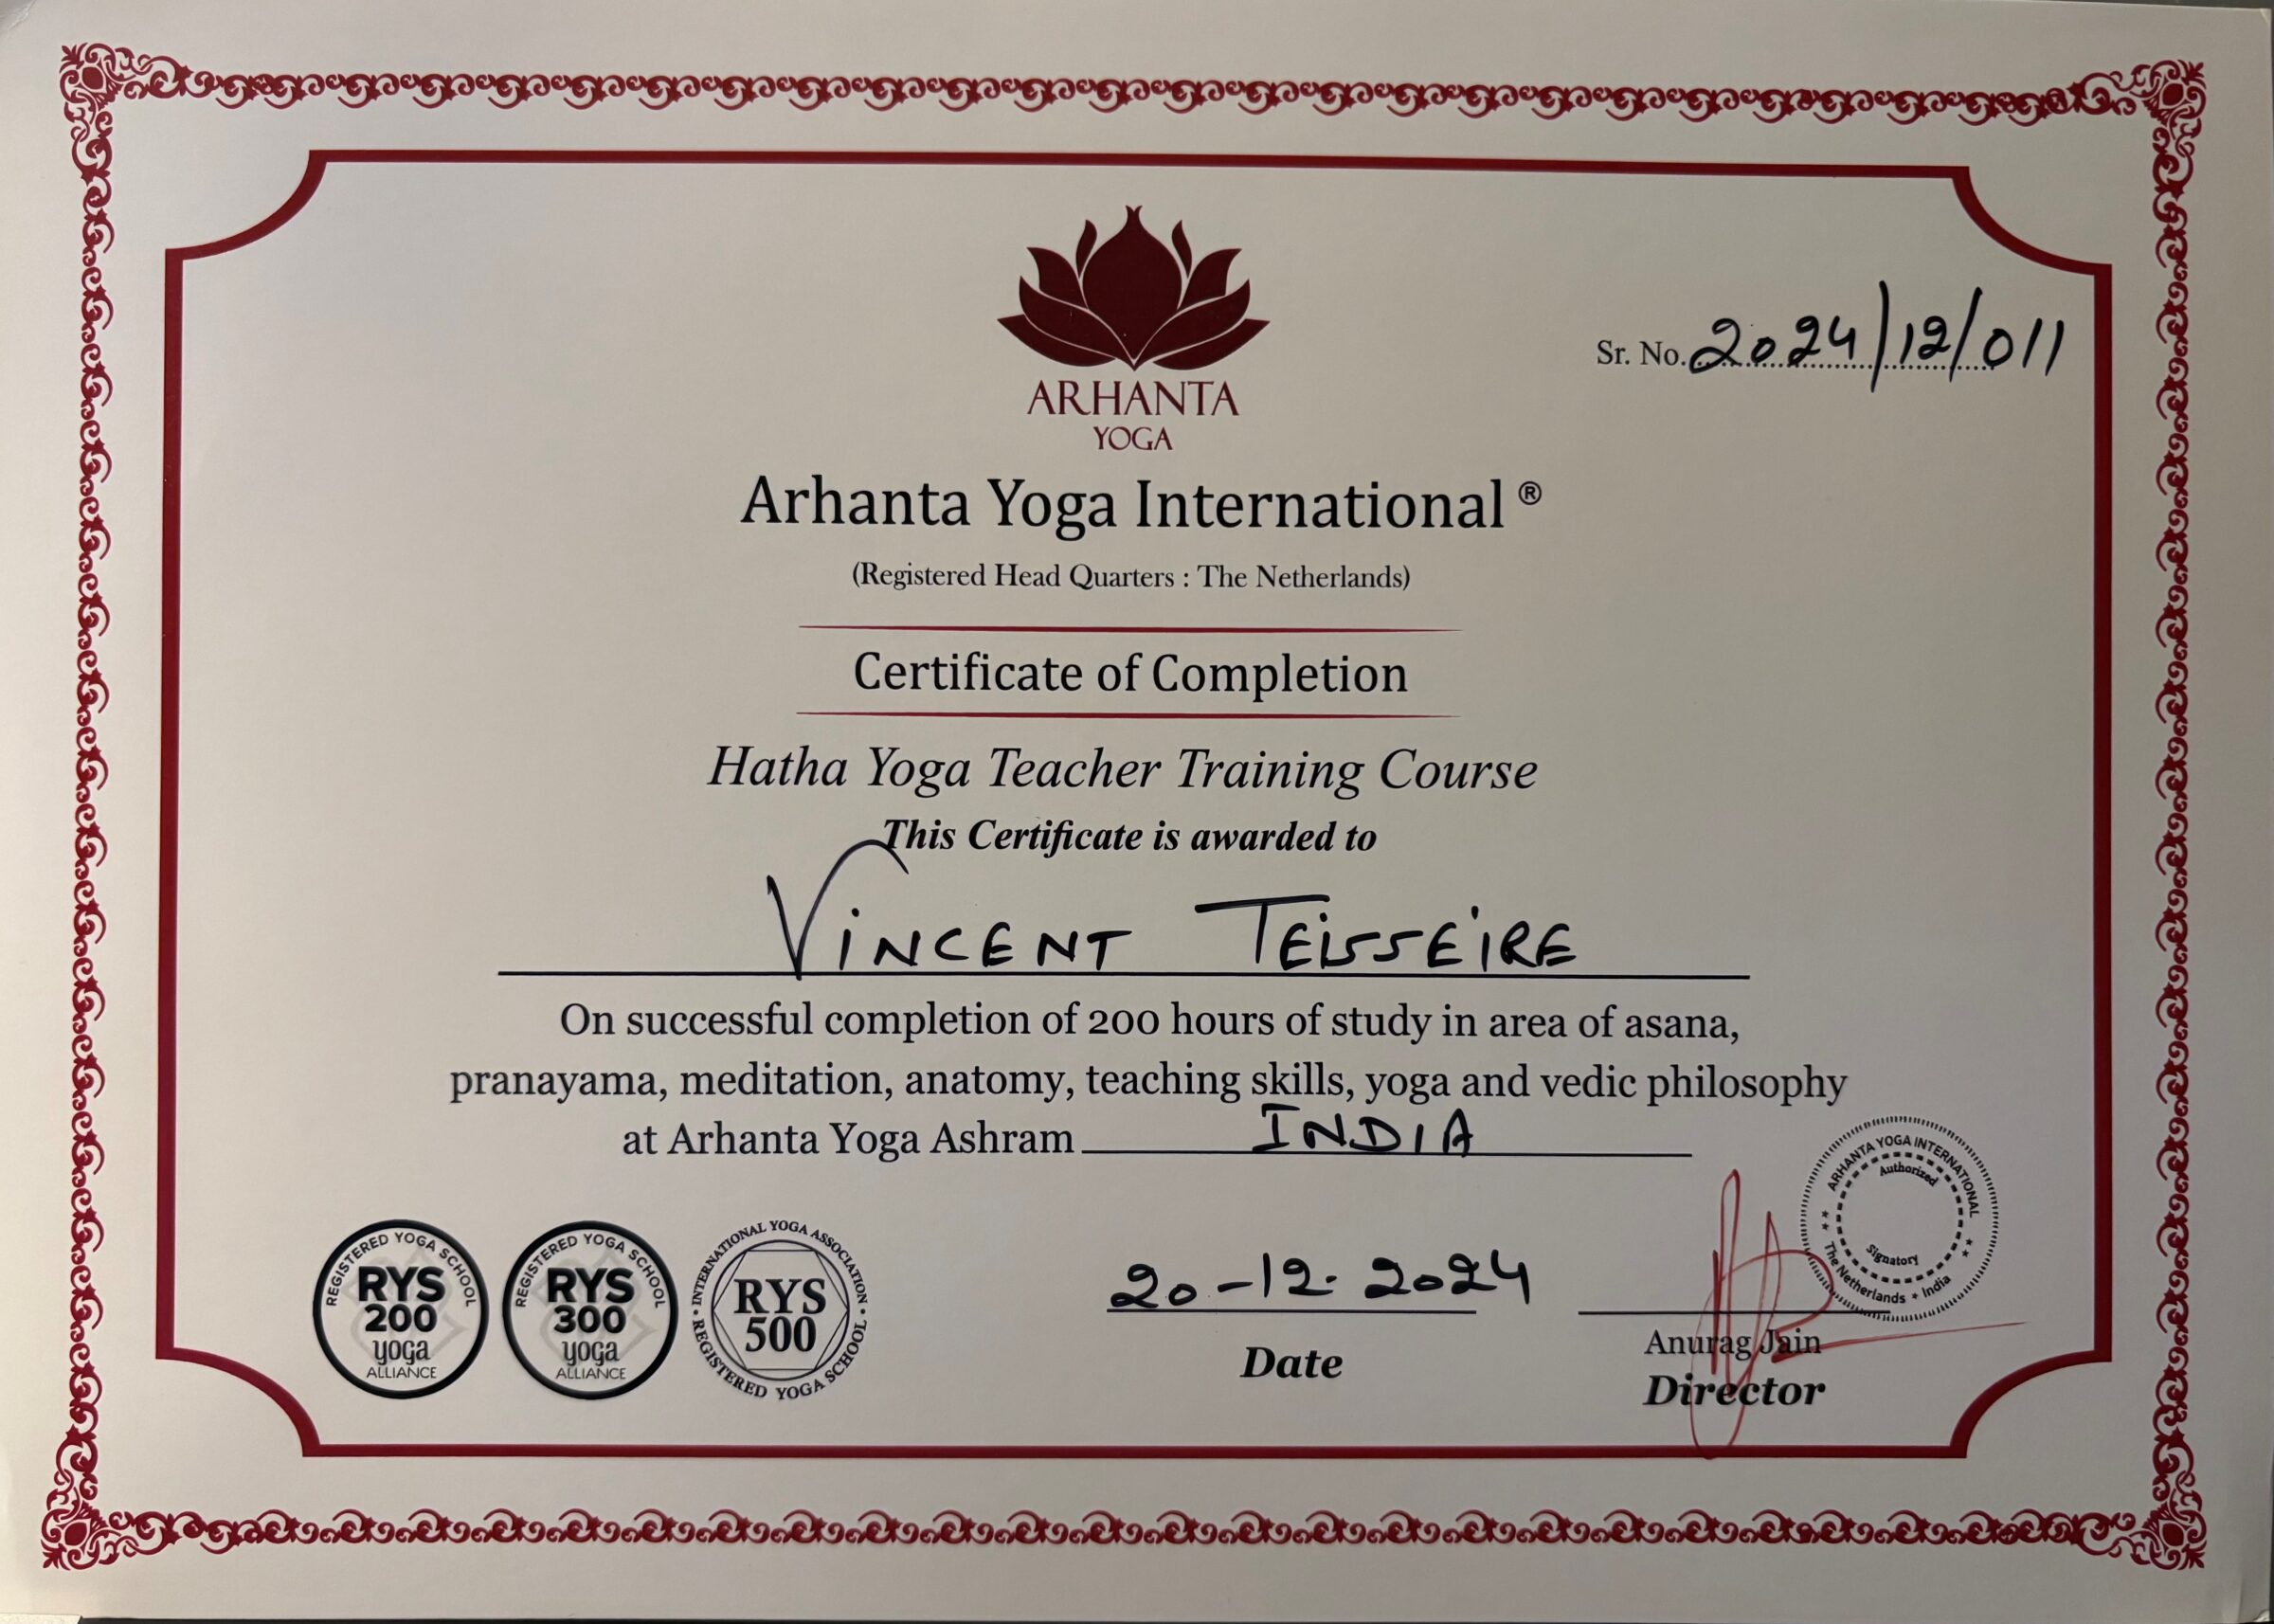 ARHANTA
YOGA
Sr. No. 2024/12/011
Arhanta Yoga International ®
(Registered Head Quarters : The Netherlands)
Certificate of Completion
Hatha Yoga Teacher Training Course
This Certificate is awarded to
VINCENT TEISSEIRE
On successful completion of 200 hours of study in area of asana,
pranayama, meditation, anatomy, teaching skills, yoga and vedic philosophy
at Arhanta Yoga Ashram INDIA
REGISTERED YOGA SCHOOL
RYS
200
yoga
ALLIANCE
REGISTERED YOGA SCHOOL
RYS
300
yoga
ALLIANCE
INTERNATIONAL YOGA ASSOCIATION
RYS
500
• REGISTERED YOGA SCHOOL •
20-12-2024
Date
ARHANTA YOGA INTERNATIONAL
Authorized
Signatory
** The Netherlands * India **
Anurag Jain
Director